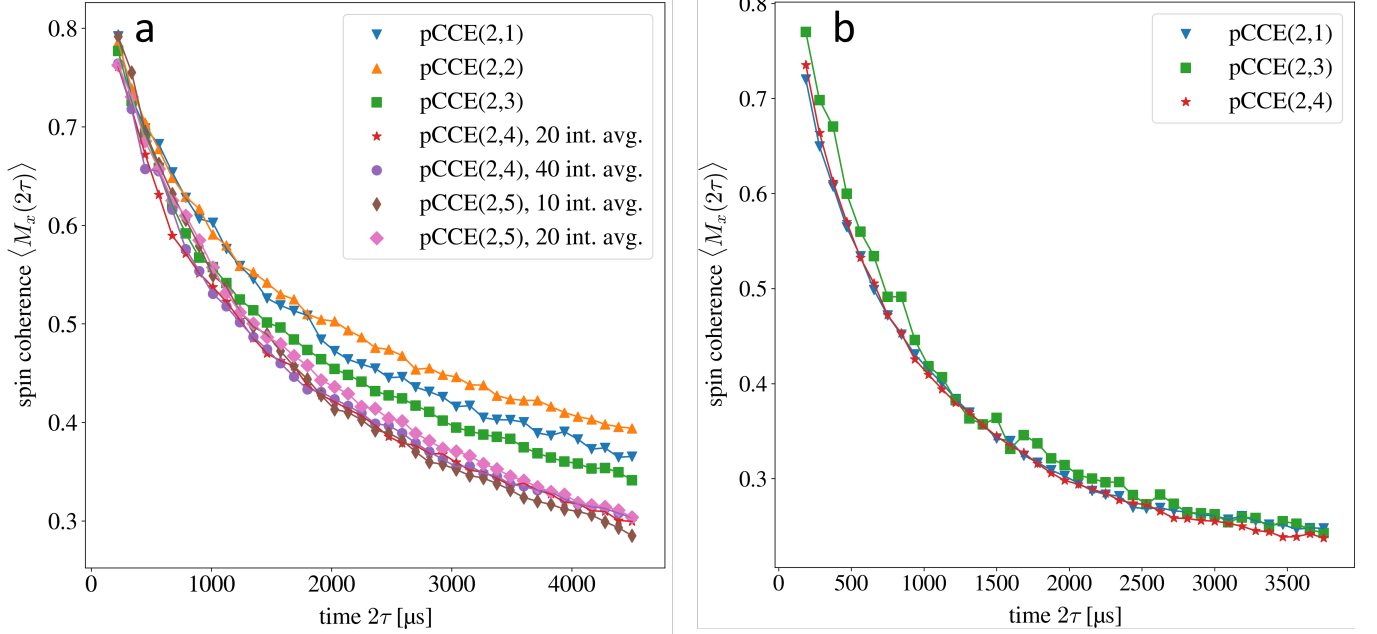 a
pCCE(2,1)
pCCE(2,2)
pCCE(2,3)
pCCE(2,4), 20 int. avg.
pCCE(2,4), 40 int. avg.
pCCE(2,5), 10 int. avg.
pCCE(2,5), 20 int. avg.
0.8
0.7
0.6
0.5
0.4
0.3
spin coherence ⟨M_x(2τ)⟩
0 1000 2000 3000 4000
time 2τ [µs]
b
pCCE(2,1)
pCCE(2,3)
pCCE(2,4)
0.8
0.7
0.6
0.5
0.4
0.3
spin coherence ⟨M_x(2τ)⟩
0 500 1000 1500 2000 2500 3000 3500
time 2τ [µs]